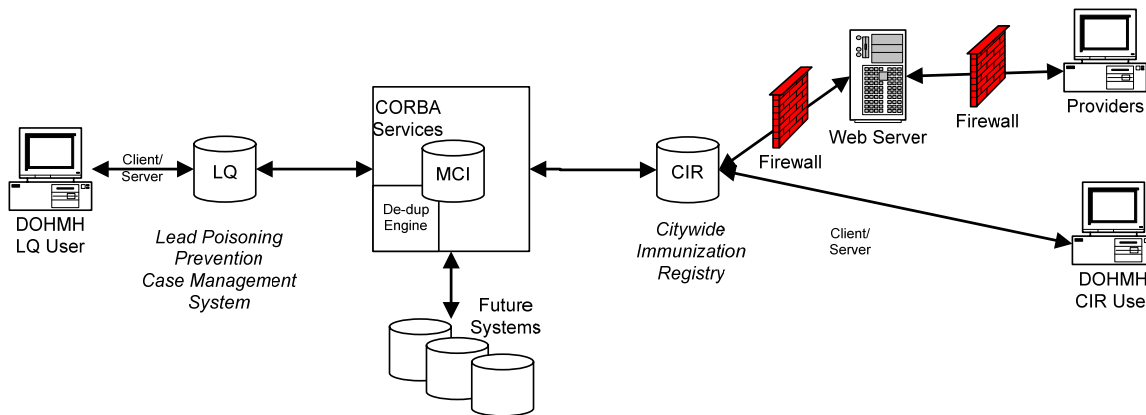 DOHMH
LQ User
Client/
Server
LQ
Lead Poisoning
Prevention
Case Management
System
CORBA
Services
MCI
De-dup
Engine
Future
Systems
CIR
Citywide
Immunization
Registry
Firewall
Web Server
Firewall
Providers
Client/
Server
DOHMH
CIR User